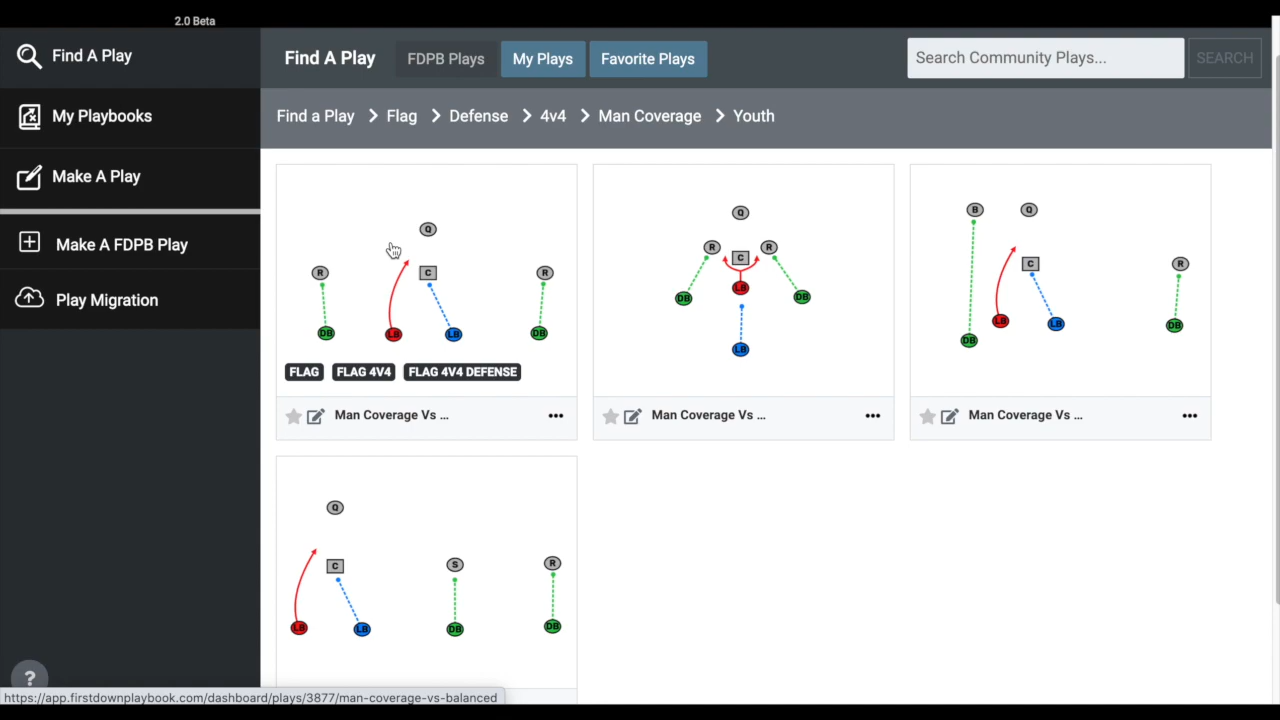 2.0 Beta
Find A Play
My Playbooks
Make A Play
Make A FDPB Play
Play Migration
?
Find A Play FDPB Plays My Plays Favorite Plays Search Community Plays... SEARCH
Find a Play > Flag > Defense > 4v4 > Man Coverage > Youth
Q
R C R
DB LB LB DB
FLAG FLAG 4V4 FLAG 4V4 DEFENSE
Man Coverage Vs ... •••
Q
R C R
DB LB DB
LB
Man Coverage Vs ... •••
B Q
C R
LB LB DB
DB
Man Coverage Vs ... •••
Q
C S R
LB LB DB DB
https://app.firstdownplaybook.com/dashboard/plays/3877/man-coverage-vs-balanced